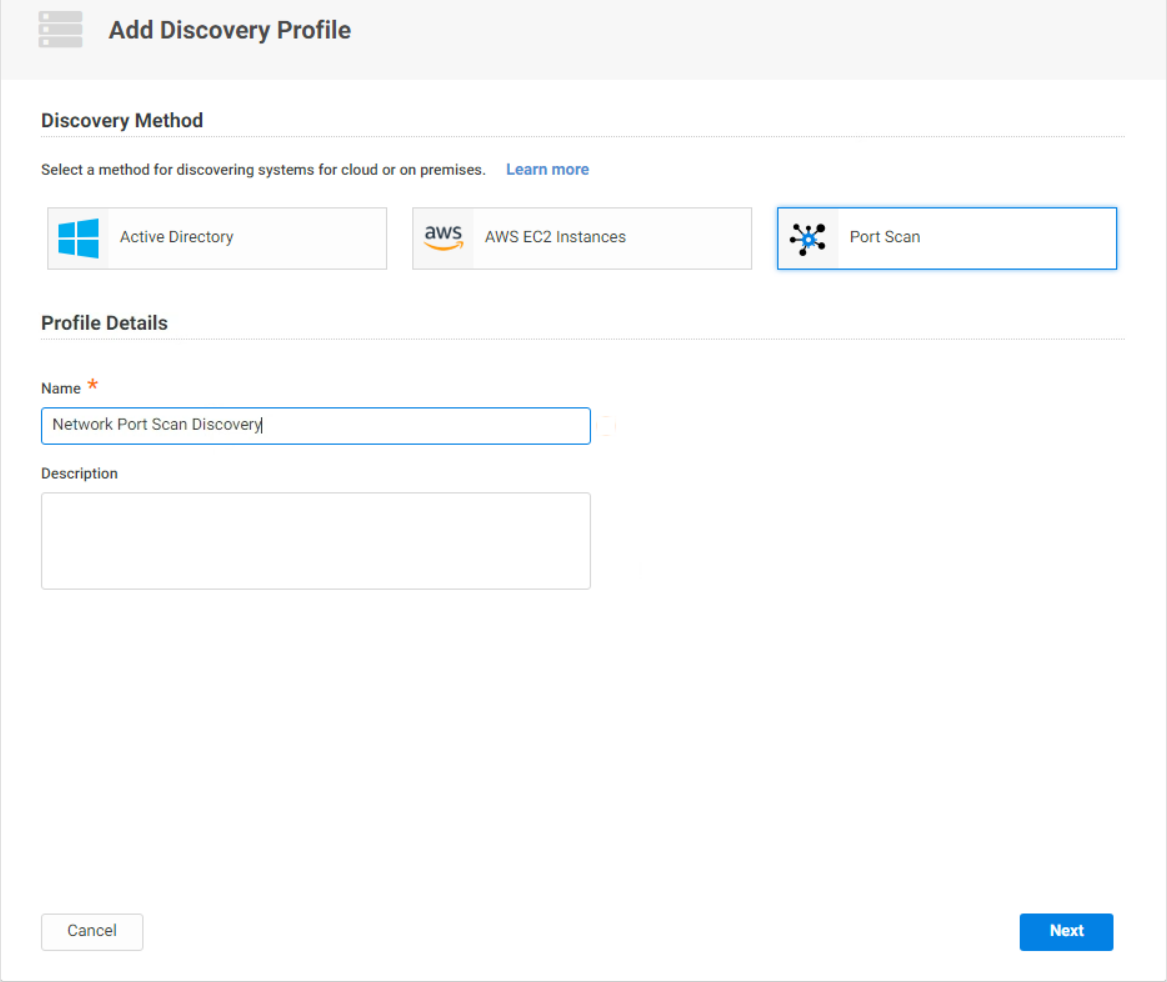 Add Discovery Profile
Discovery Method
Select a method for discovering systems for cloud or on premises. Learn more
Active Directory
aws AWS EC2 Instances
Port Scan
Profile Details
Name *
Network Port Scan Discovery
Description
Cancel
Next